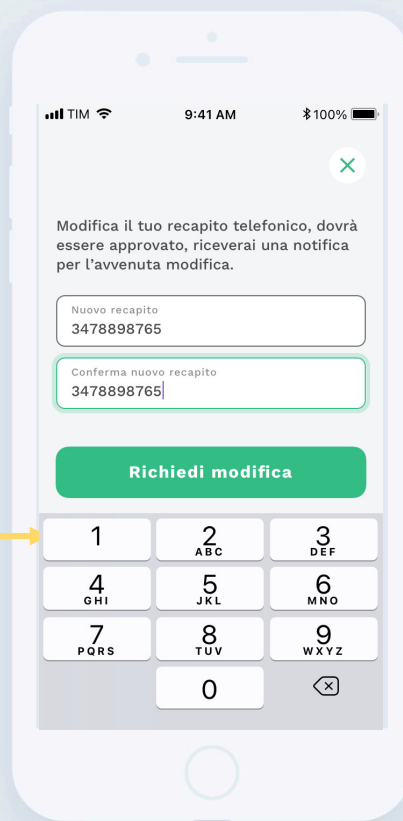 TIM 9:41 AM 100%
Modifica il tuo recapito telefonico, dovrà
essere approvato, riceverai una notifica
per l’avvenuta modifica.
Nuovo recapito
3478898765
Conferma nuovo recapito
3478898765
Richiedi modifica
1 2 3
ABC DEF
4 5 6
GHI JKL MNO
7 8 9
PQRS TUV WXYZ
0